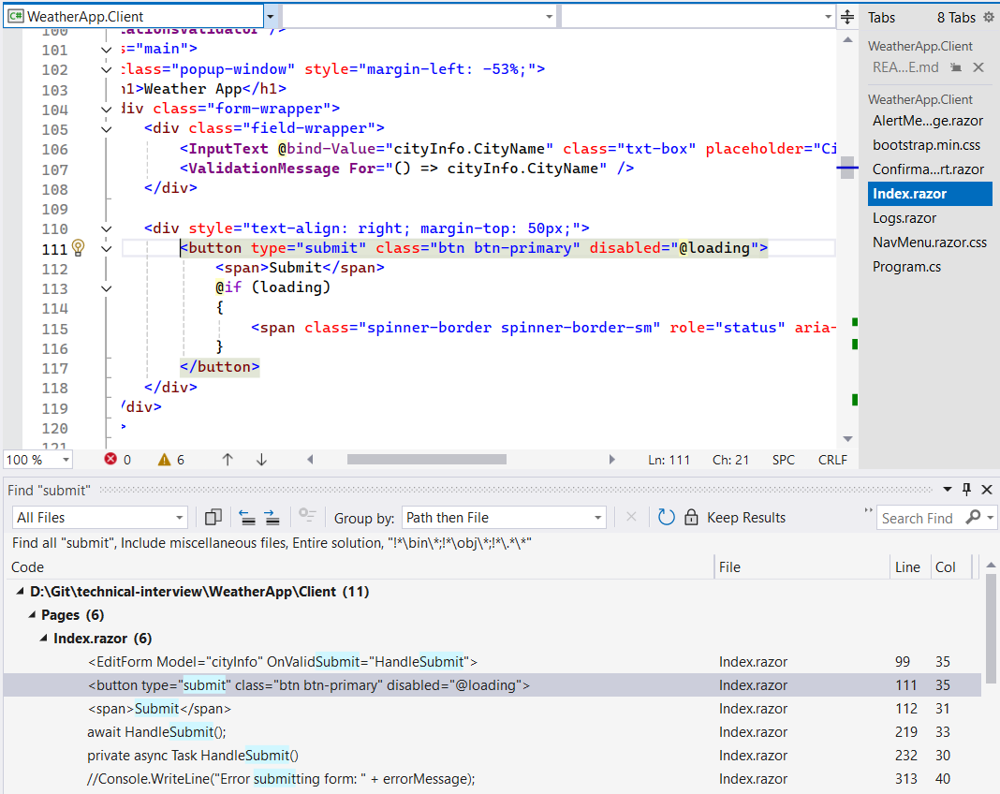 C# WeatherApp.Client
Tabs 8 Tabs
100 ationsValidator />
101 s="main">
102 class="popup-window" style="margin-left: -53%;">
103 h1>Weather App</h1>
104 div class="form-wrapper">
105 <div class="field-wrapper">
106 <InputText @bind-Value="cityInfo.CityName" class="txt-box" placeholder="Ci
107 <ValidationMessage For="() => cityInfo.CityName" />
108 </div>
109
110 <div style="text-align: right; margin-top: 50px;">
111 <button type="submit" class="btn btn-primary" disabled="@loading">
112 <span>Submit</span>
113 @if (loading)
114 {
115 <span class="spinner-border spinner-border-sm" role="status" aria-
116 }
117 </button>
118 </div>
119 /div>
120 >
121
WeatherApp.Client
REA...E.md
WeatherApp.Client
AlertMe...ge.razor
bootstrap.min.css
Confirma...rt.razor
Index.razor
Logs.razor
NavMenu.razor.css
Program.cs
100 % 0 6 Ln: 111 Ch: 21 SPC CRLF
Find "submit"
All Files Group by: Path then File Keep Results Search Find
Find all "submit", Include miscellaneous files, Entire solution, "!*\bin\*;!*\obj\*;!*\.*\*"
Code File Line Col
D:\Git\technical-interview\WeatherApp\Client (11)
Pages (6)
Index.razor (6)
<EditForm Model="cityInfo" OnValidSubmit="HandleSubmit"> Index.razor 99 35
<button type="submit" class="btn btn-primary" disabled="@loading"> Index.razor 111 35
<span>Submit</span> Index.razor 112 31
await HandleSubmit(); Index.razor 219 33
private async Task HandleSubmit() Index.razor 232 30
//Console.WriteLine("Error submitting form: " + errorMessage); Index.razor 313 40